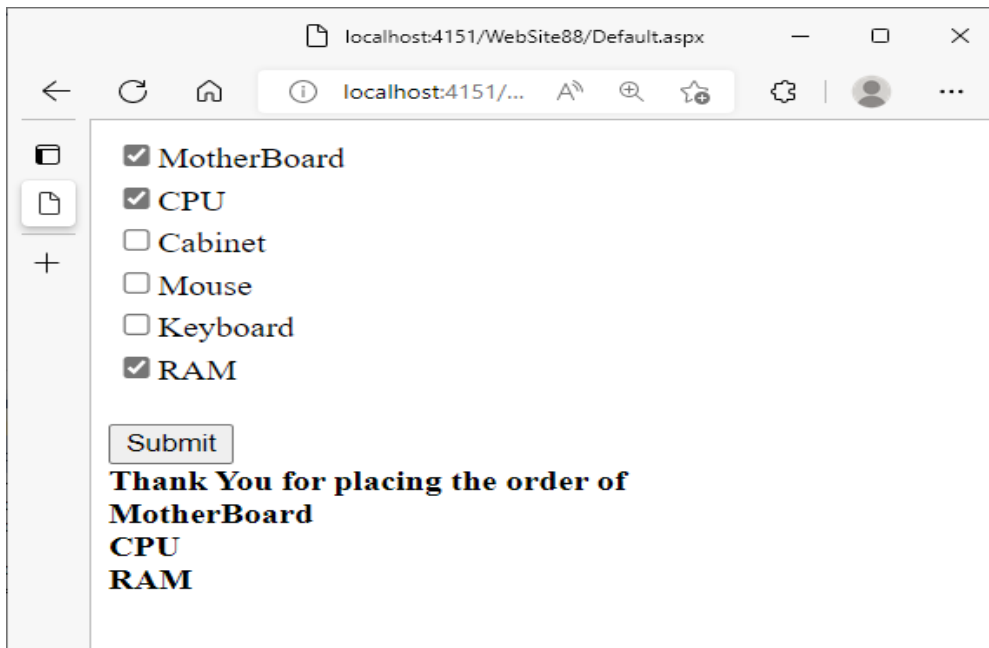 localhost:4151/WebSite88/Default.aspx
localhost:4151/...
MotherBoard
CPU
Cabinet
Mouse
Keyboard
RAM
Submit
Thank You for placing the order of
MotherBoard
CPU
RAM